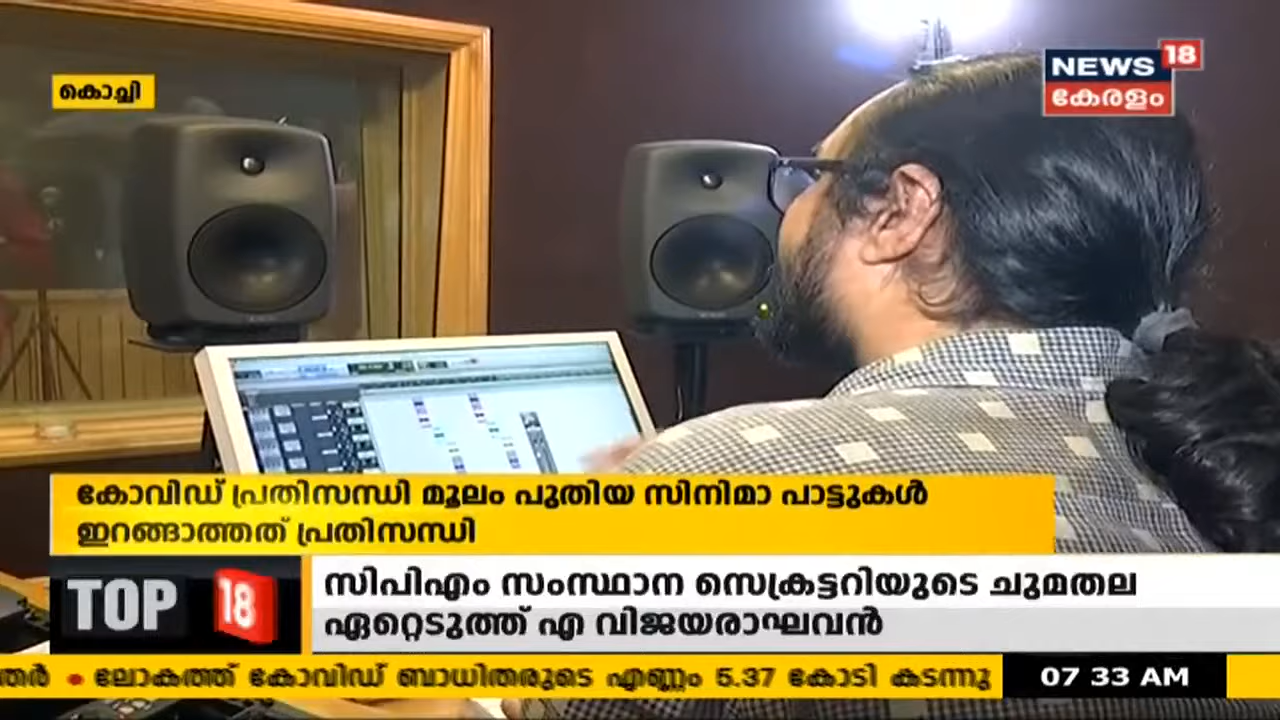 കൊച്ചി
NEWS 18
കേരളം
കോവിഡ് പ്രതിസന്ധി മൂലം പുതിയ സിനിമാ പാട്ടുകൾ
ഇറങ്ങാത്തത് പ്രതിസന്ധി
TOP 18
സിപിഎം സംസ്ഥാന സെക്രട്ടറിയുടെ ചുമതല
ഏറ്റെടുത്ത് എ വിജയരാഘവൻ
തർ • ലോകത്ത് കോവിഡ് ബാധിതരുടെ എണ്ണം 5.37 കോടി കടന്നു
07 33 AM